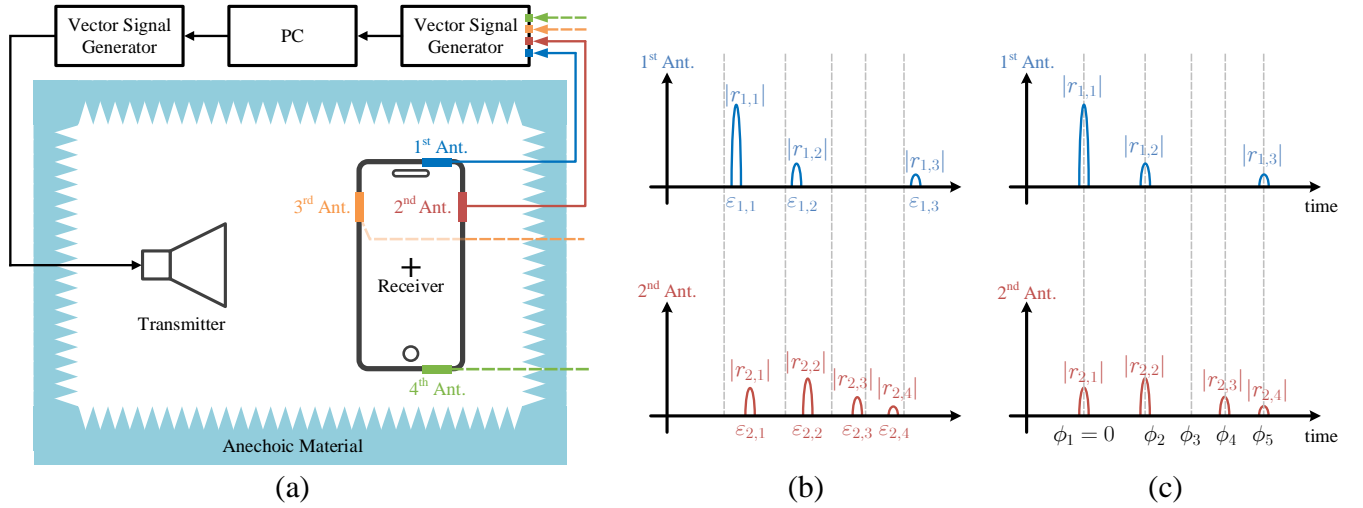 Vector Signal
Generator
PC
Vector Signal
Generator
1st Ant.
3rd Ant.
2nd Ant.
Receiver
Transmitter
4th Ant.
Anechoic Material
(a)
1st Ant.
|r1,1|
|r1,2|
|r1,3|
ε1,1
ε1,2
ε1,3
2nd Ant.
|r2,1|
|r2,2|
|r2,3|
|r2,4|
ε2,1
ε2,2
ε2,3
ε2,4
(b)
1st Ant.
|r1,1|
|r1,2|
|r1,3|
time
2nd Ant.
|r2,1|
|r2,2|
|r2,3|
|r2,4|
ϕ1 = 0
ϕ2
ϕ3
ϕ4
ϕ5
time
(c)